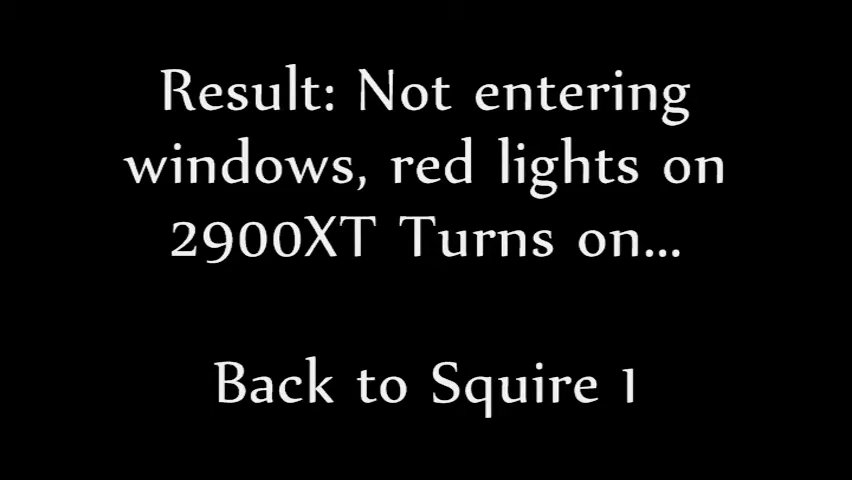 Result: Not entering
windows, red lights on
2900XT Turns on...
Back to Squire 1